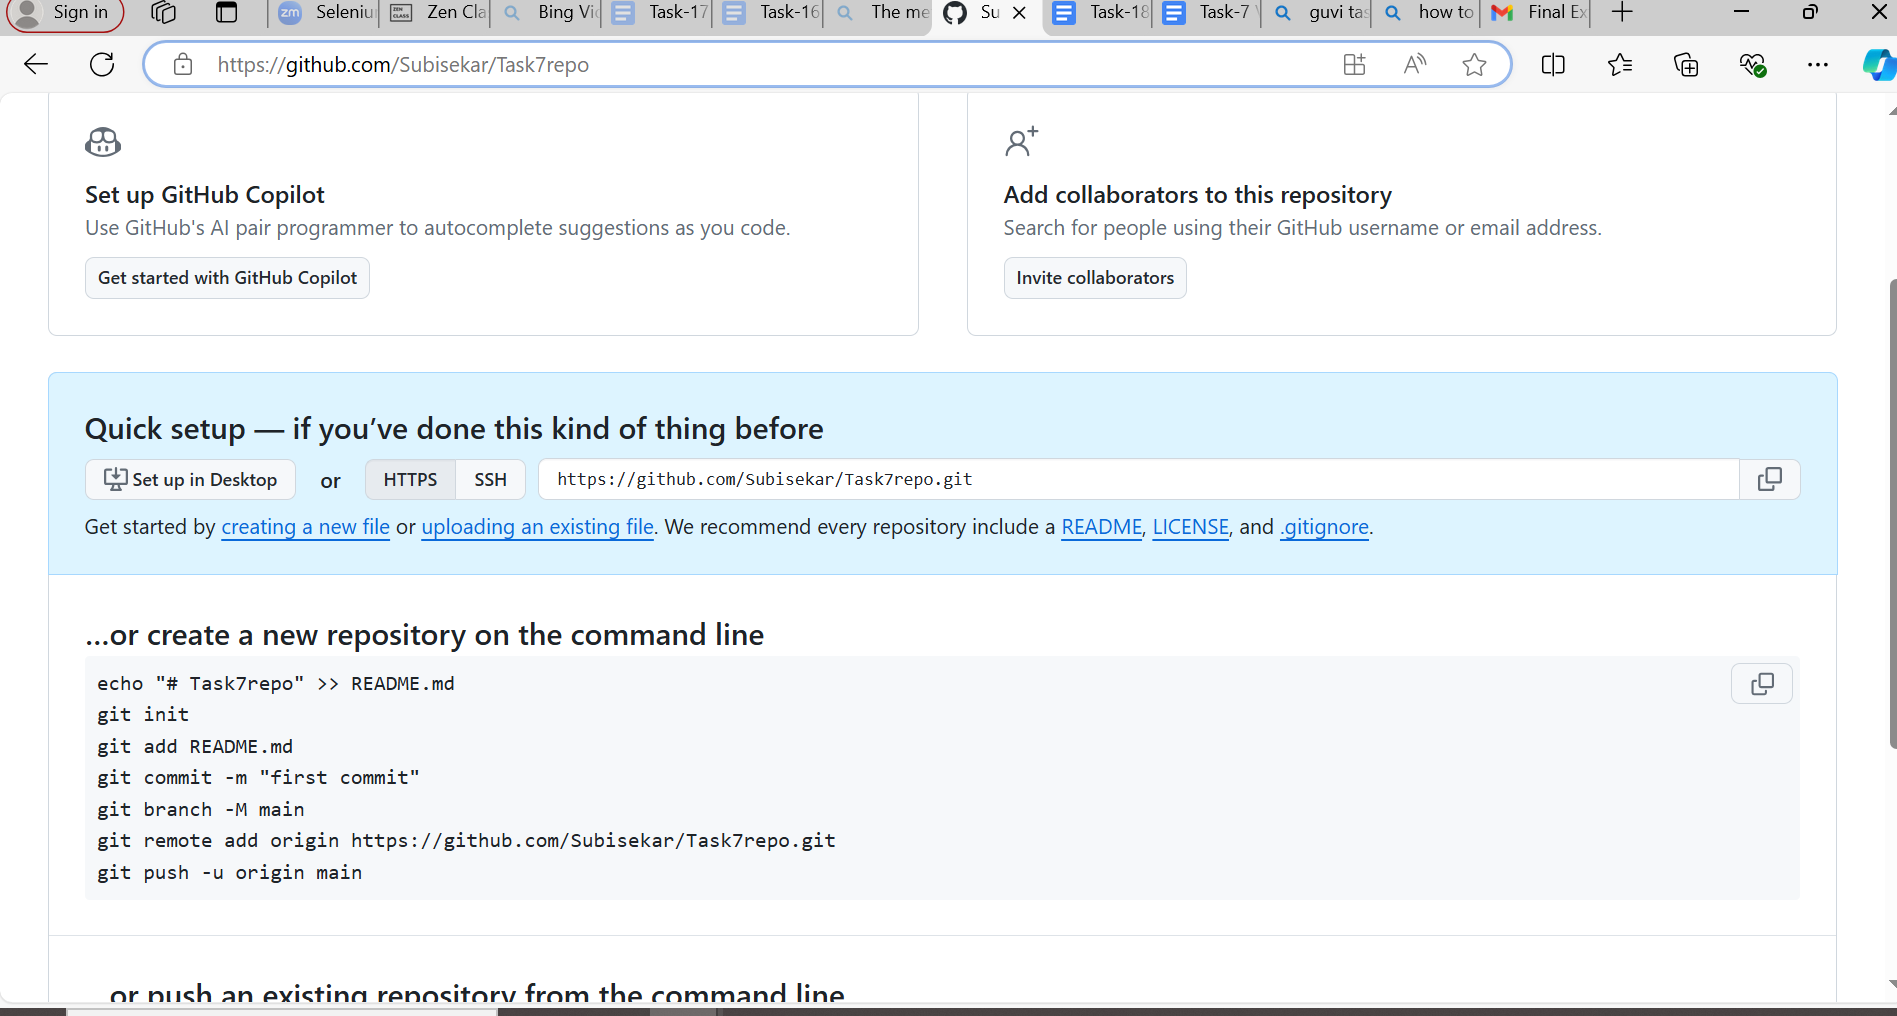 Sign in
zm Seleniu
ZEN CLASS Zen Cla
Bing Vi
Task-17
Task-16
The me
Su
Task-18
Task-7
guvi tas
how to
Final Ex
https://github.com/Subisekar/Task7repo
Set up GitHub Copilot
Use GitHub's AI pair programmer to autocomplete suggestions as you code.
Get started with GitHub Copilot
Add collaborators to this repository
Search for people using their GitHub username or email address.
Invite collaborators
Quick setup — if you’ve done this kind of thing before
Set up in Desktop or HTTPS SSH https://github.com/Subisekar/Task7repo.git
Get started by creating a new file or uploading an existing file. We recommend every repository include a README, LICENSE, and .gitignore.
...or create a new repository on the command line
echo "# Task7repo" >> README.md
git init
git add README.md
git commit -m "first commit"
git branch -M main
git remote add origin https://github.com/Subisekar/Task7repo.git
git push -u origin main
or push an existing repository from the command line